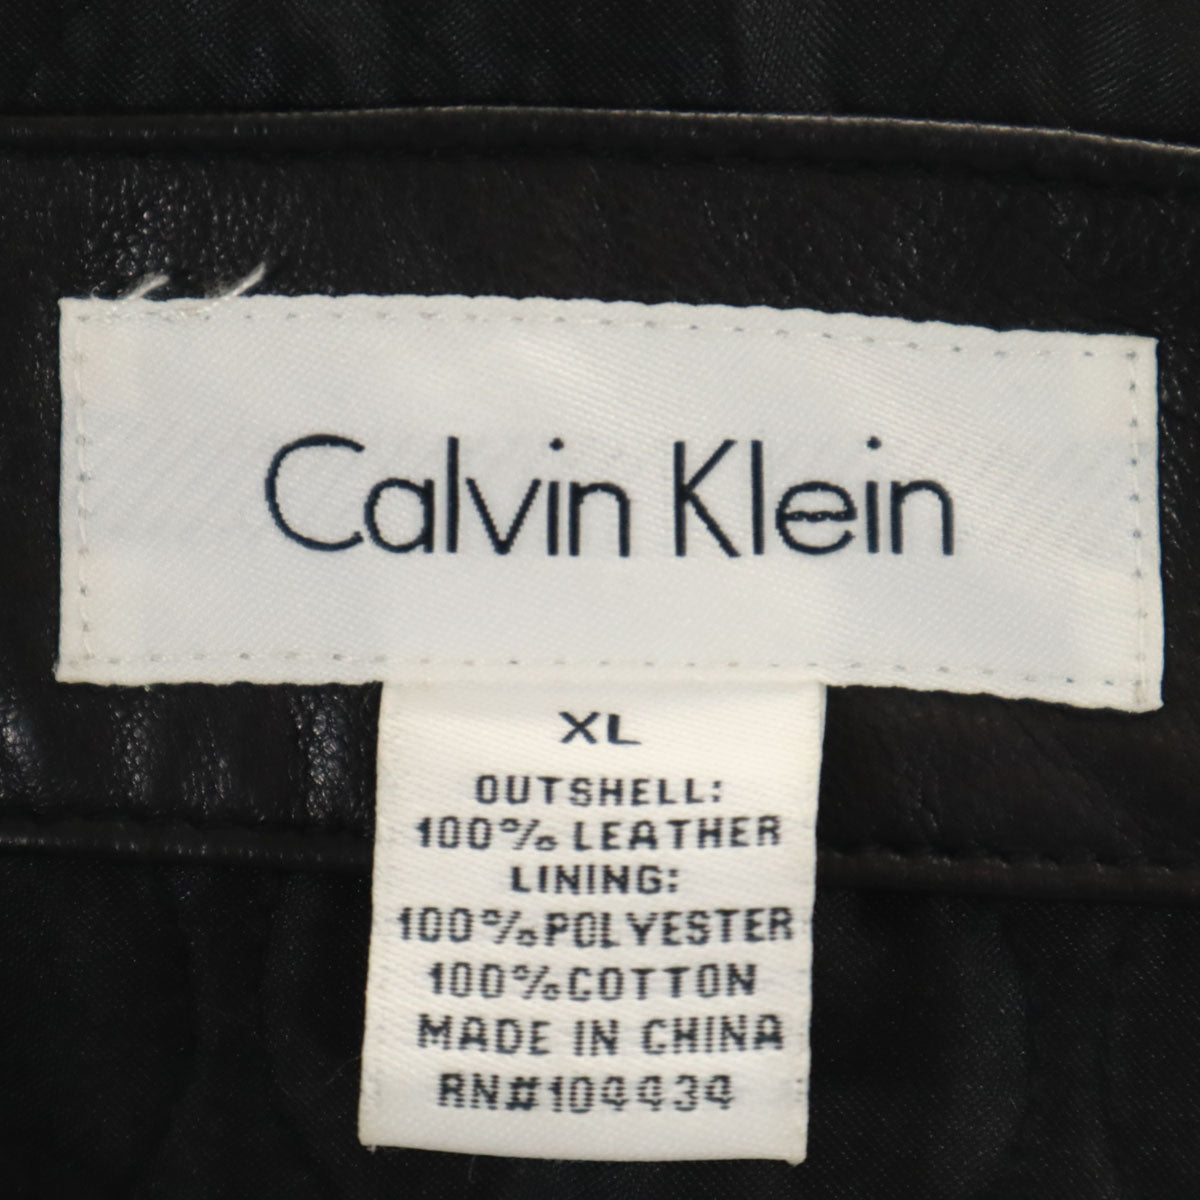 Calvin Klein
XL
OUTSHELL:
100% LEATHER
LINING:
100% POLYESTER
100% COTTON
MADE IN CHINA
RN#104434